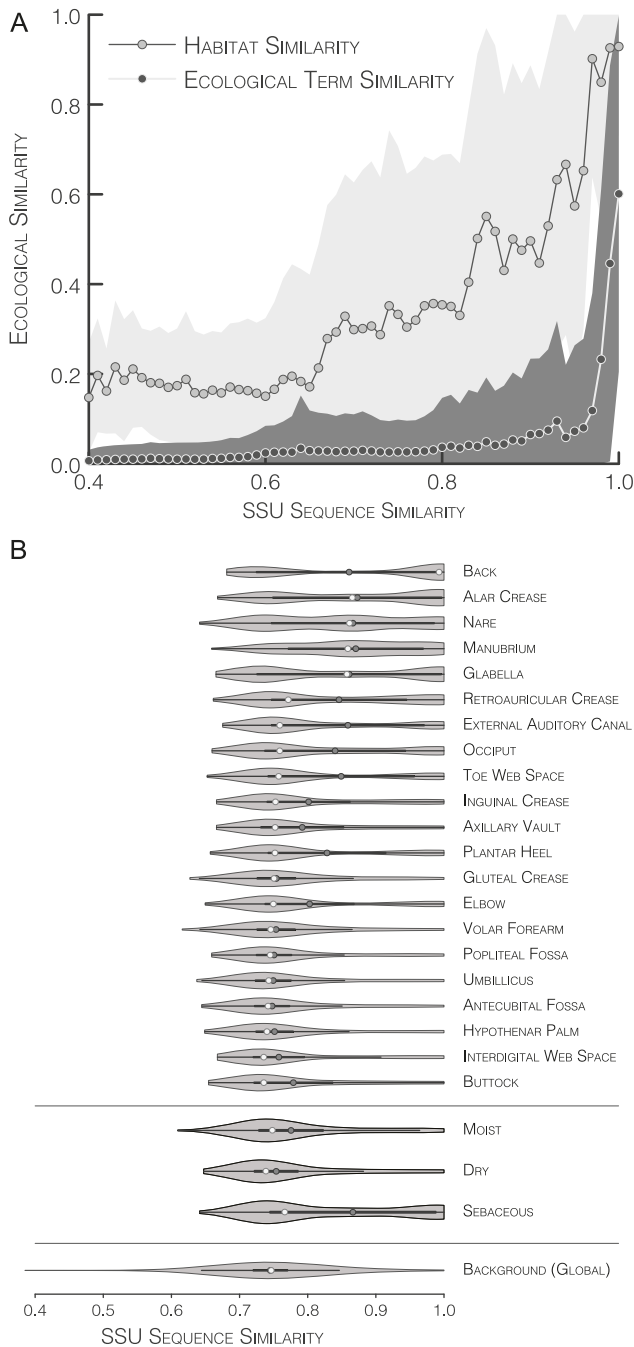 A
HABITAT SIMILARITY
ECOLOGICAL TERM SIMILARITY
ECOLOGICAL SIMILARITY
1.0
0.8
0.6
0.4
0.2
0.0
0.4 0.6 0.8 1.0
SSU SEQUENCE SIMILARITY
B
BACK
ALAR CREASE
NARE
MANUBRIUM
GLABELLA
RETROAURICULAR CREASE
EXTERNAL AUDITORY CANAL
OCCIPUT
TOE WEB SPACE
INGUINAL CREASE
AXILLARY VAULT
PLANTAR HEEL
GLUTEAL CREASE
ELBOW
VOLAR FOREARM
POPLITEAL FOSSA
UMBILLICUS
ANTECUBITAL FOSSA
HYPOTHENAR PALM
INTERDIGITAL WEB SPACE
BUTTOCK
MOIST
DRY
SEBACEOUS
BACKGROUND (GLOBAL)
0.4 0.5 0.6 0.7 0.8 0.9 1.0
SSU SEQUENCE SIMILARITY